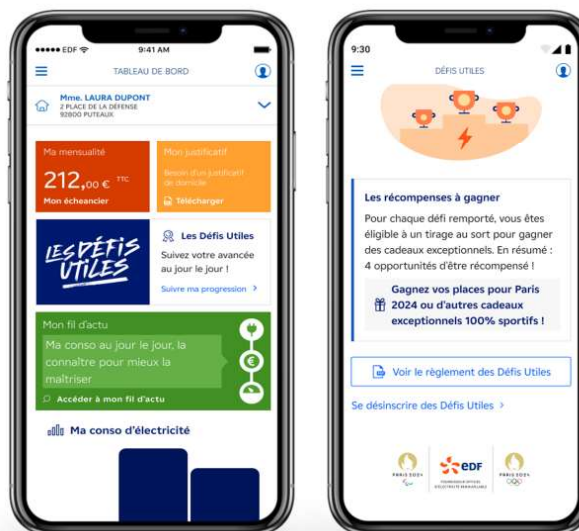 EDF
9:41 AM
TABLEAU DE BORD
Mme. LAURA DUPONT
2 PLACE DE LA DÉFENSE
92800 PUTEAUX
Ma mensualité
212,00 € TTC
Mon échéancier
Mon justificatif
Besoin d'un justificatif
de domicile
Télécharger
LES DÉFIS
UTILES
Les Défis Utiles
Suivez votre avancée
au jour le jour !
Suivre ma progression >
Mon fil d'actu
Ma conso au jour le jour, la
connaître pour mieux la
maîtriser
€
Accéder à mon fil d'actu
Ma conso d'électricité
9:30
DÉFIS UTILES
Les récompenses à gagner
Pour chaque défi remporté, vous êtes
éligible à un tirage au sort pour gagner
des cadeaux exceptionnels. En résumé :
4 opportunités d'être récompensé !
Gagnez vos places pour Paris
2024 ou d'autres cadeaux
exceptionnels 100% sportifs !
Voir le règlement des Défis Utiles
Se désinscrire des Défis Utiles >
PARIS 2024
edf
PARIS 2024